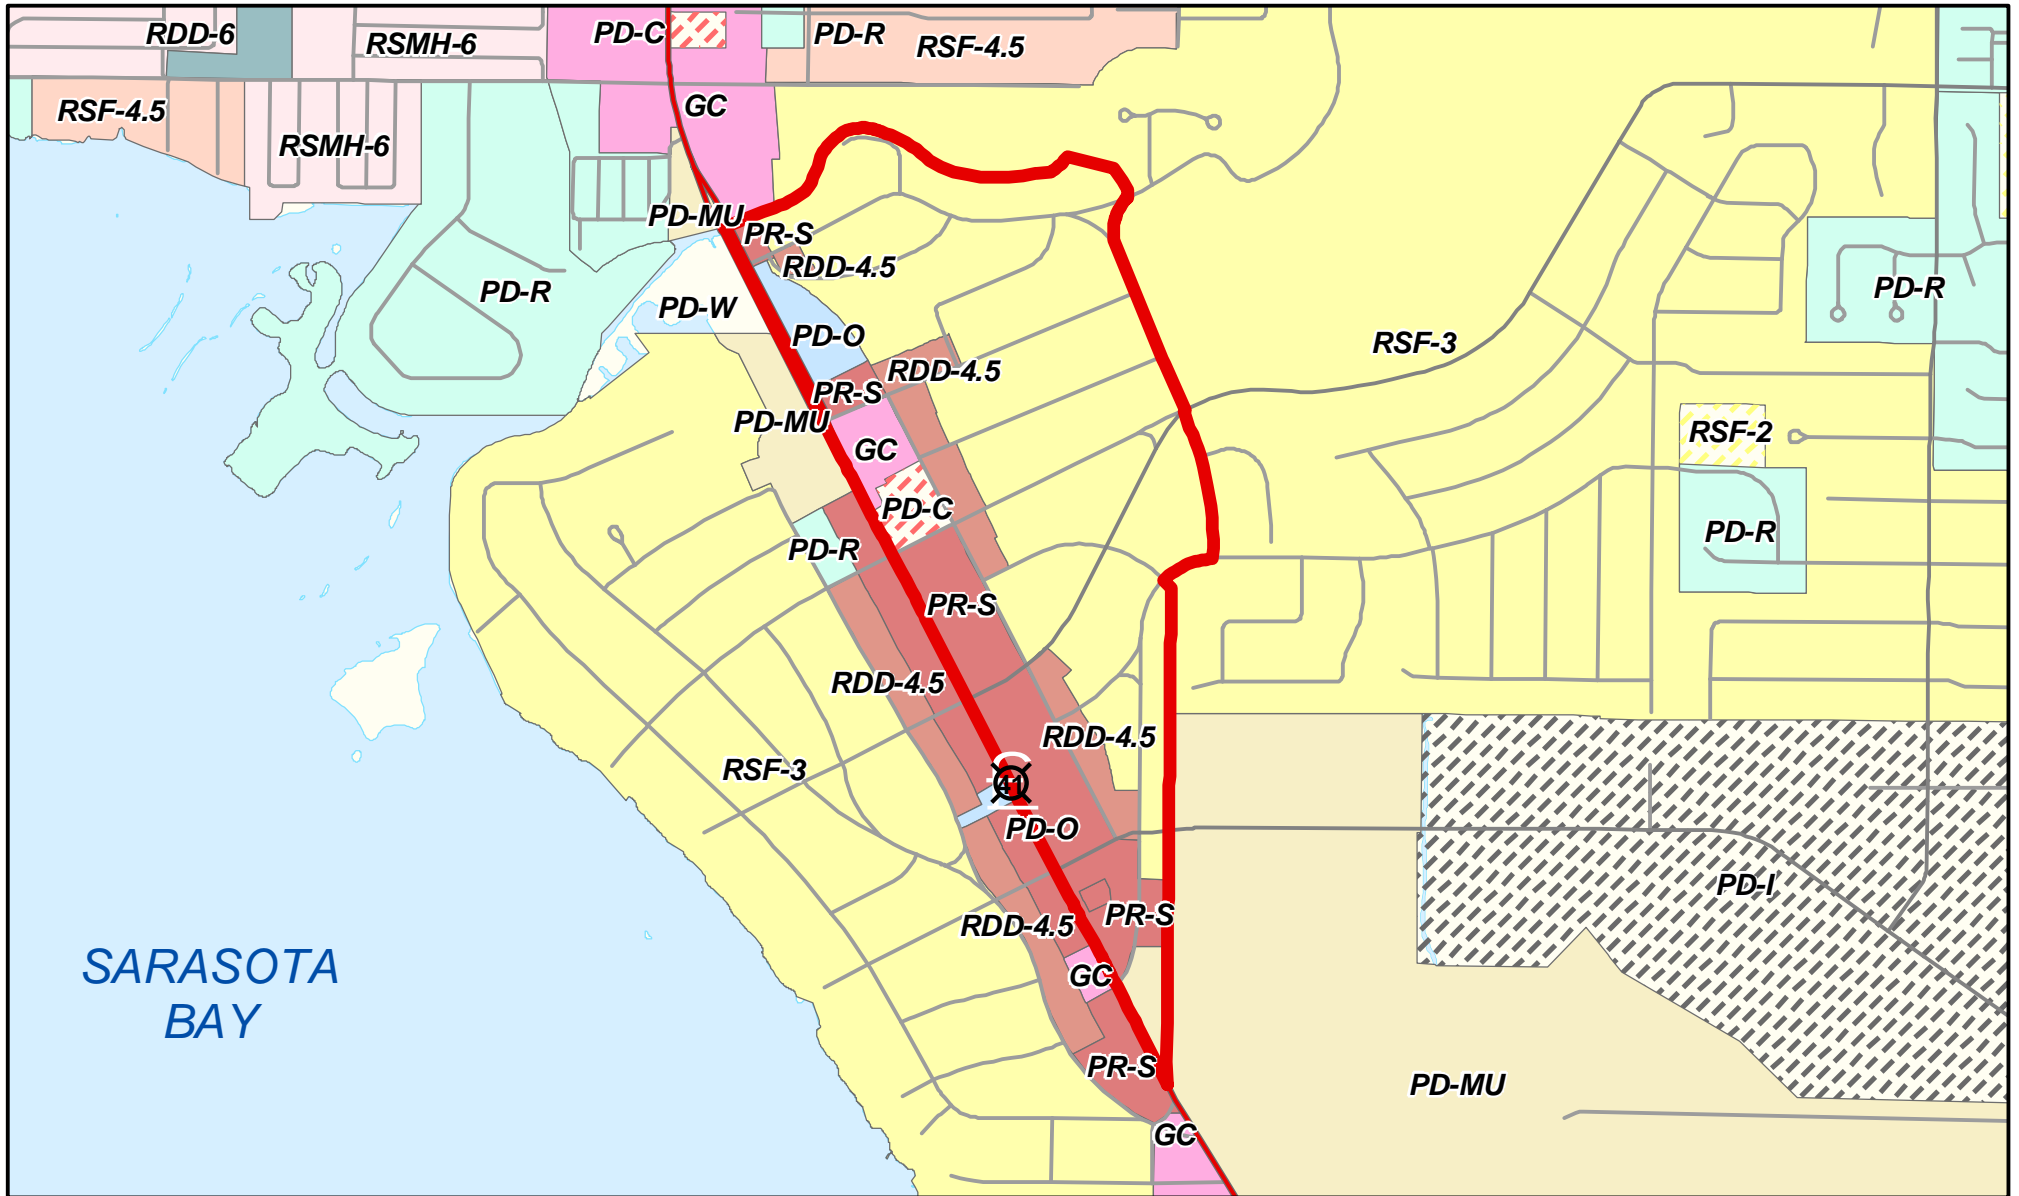 RDD-6
RSMH-6
PD-C
PD-R
RSF-4.5
RSF-4.5
GC
RSMH-6
PD-MU
PR-S
RDD-4.5
PD-R
PD-W
PD-R
PD-O
RSF-3
RDD-4.5
PR-S
PD-MU
RSF-2
GC
PD-C
PD-R
PD-R
PR-S
RDD-4.5
RDD-4.5
RSF-3
41
PD-O
PD-I
PR-S
RDD-4.5
SARASOTA
BAY
GC
PR-S
PD-MU
GC